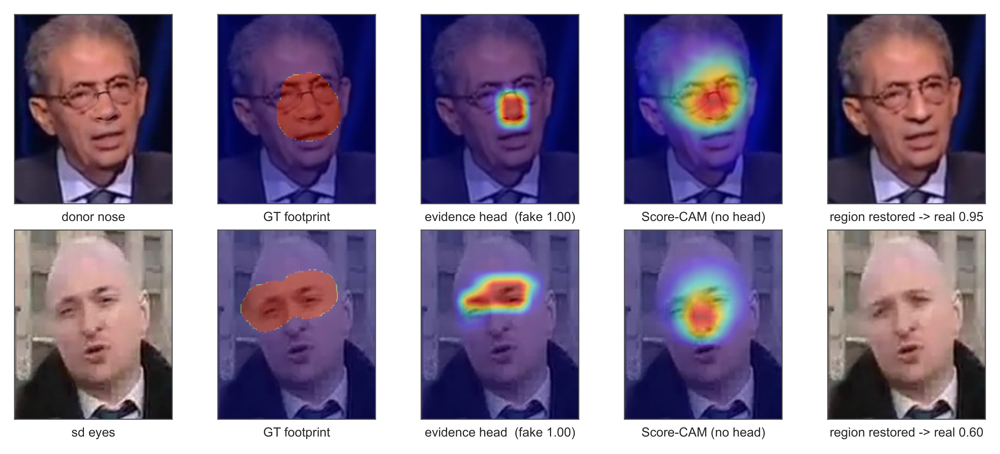 donor nose
GT footprint
evidence head (fake 1.00)
Score-CAM (no head)
region restored -> real 0.95
sd eyes
GT footprint
evidence head (fake 1.00)
Score-CAM (no head)
region restored -> real 0.60